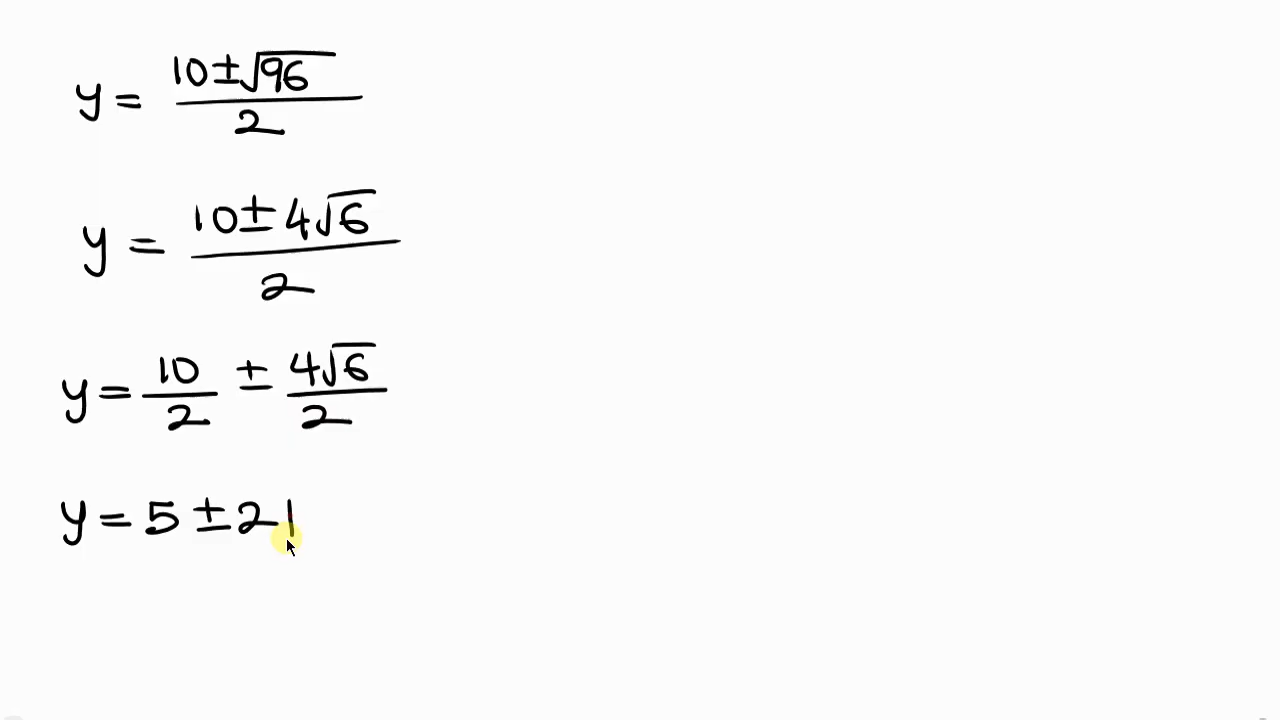 y = (10 ± √96) / 2
y = (10 ± 4√6) / 2
y = 10/2 ± 4√6/2
y = 5 ± 2